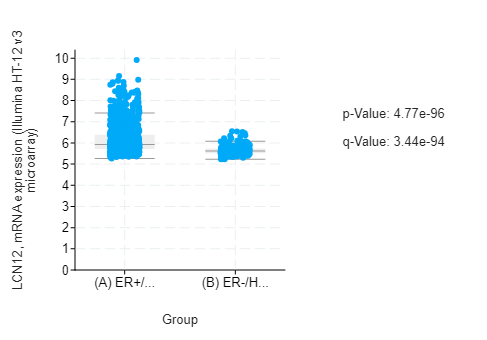 LCN12, mRNA expression (Illumina HT-12 v3
microarray)
10
9
8
7
6
5
4
3
2
1
0
(A) ER+/...
(B) ER-/H...
Group
p-Value: 4.77e-96
q-Value: 3.44e-94